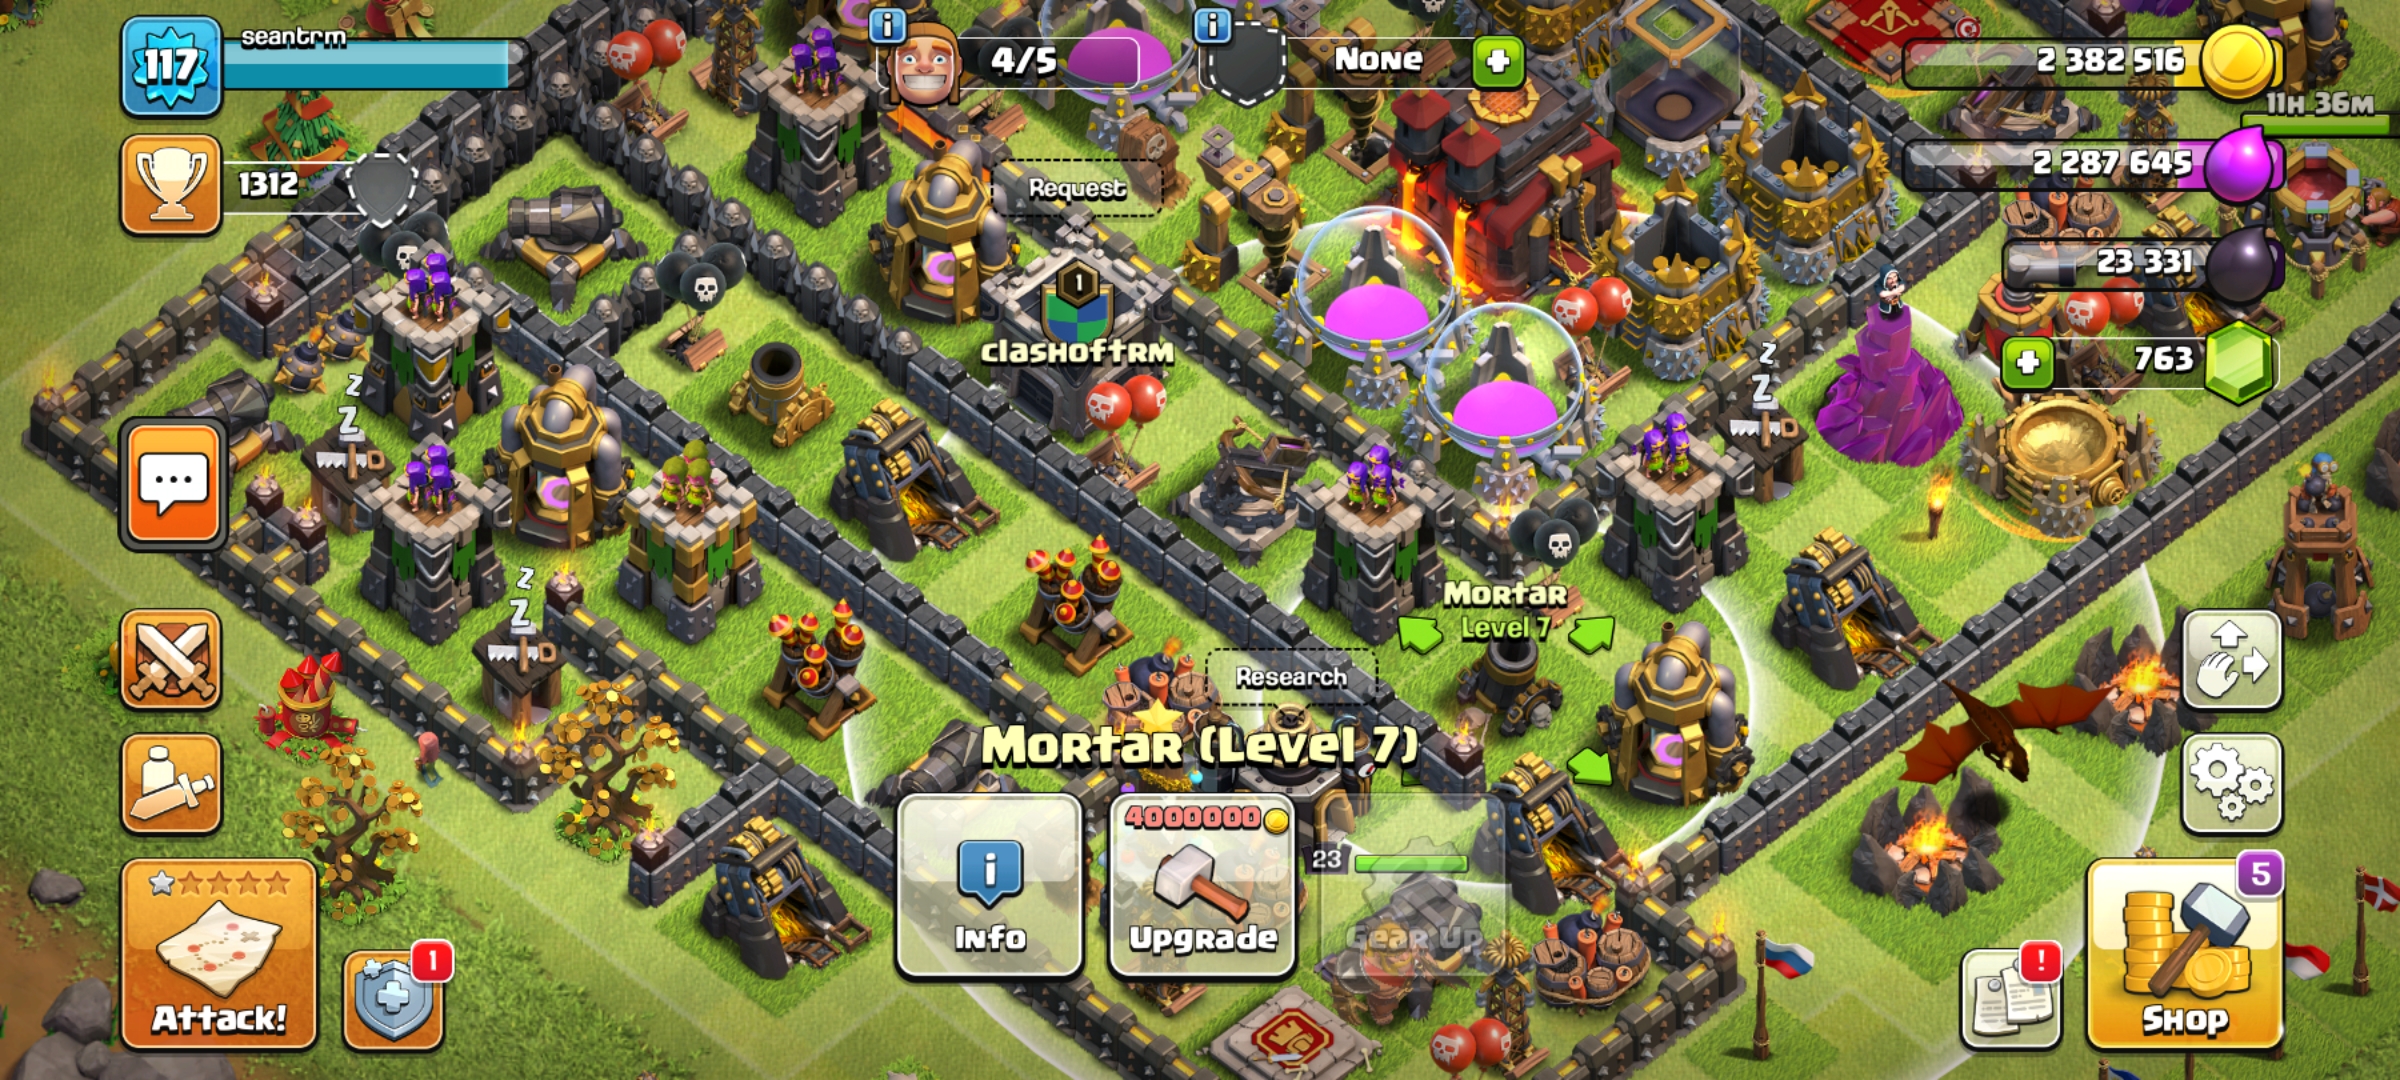 117
seantrm
4/5
None
2 382 516
11H 36M
1312
Request
2 287 645
23 331
1
clashoftrm
763
z
Z
z
Z
z
Z
Mortar
Level 7
Research
Mortar (Level 7)
4000000
23
Info
Upgrade
Gear Up
5
1
!
Attack!
Shop